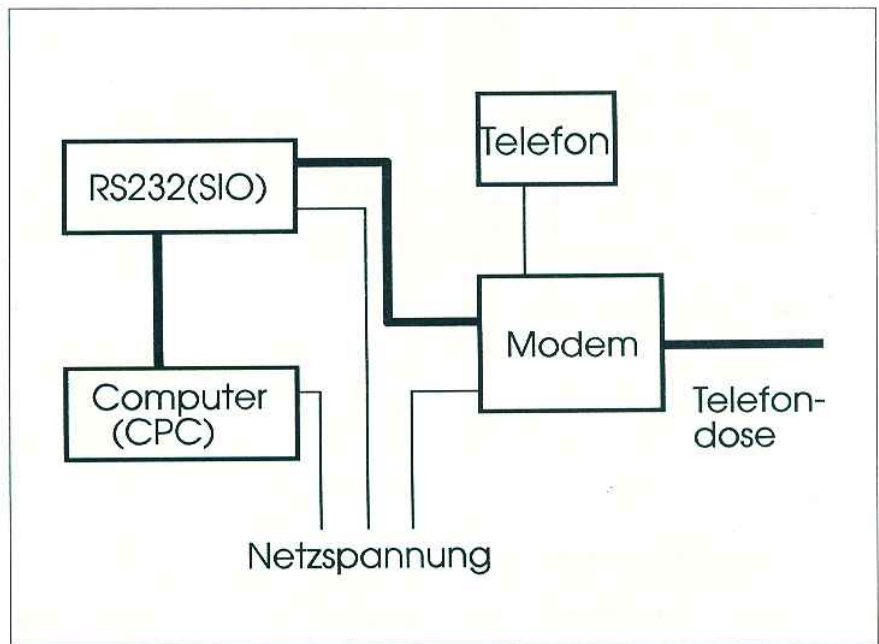 Telefon
RS232(SIO)
Modem
Computer
(CPC)
Telefon-
dose
Netzspannung